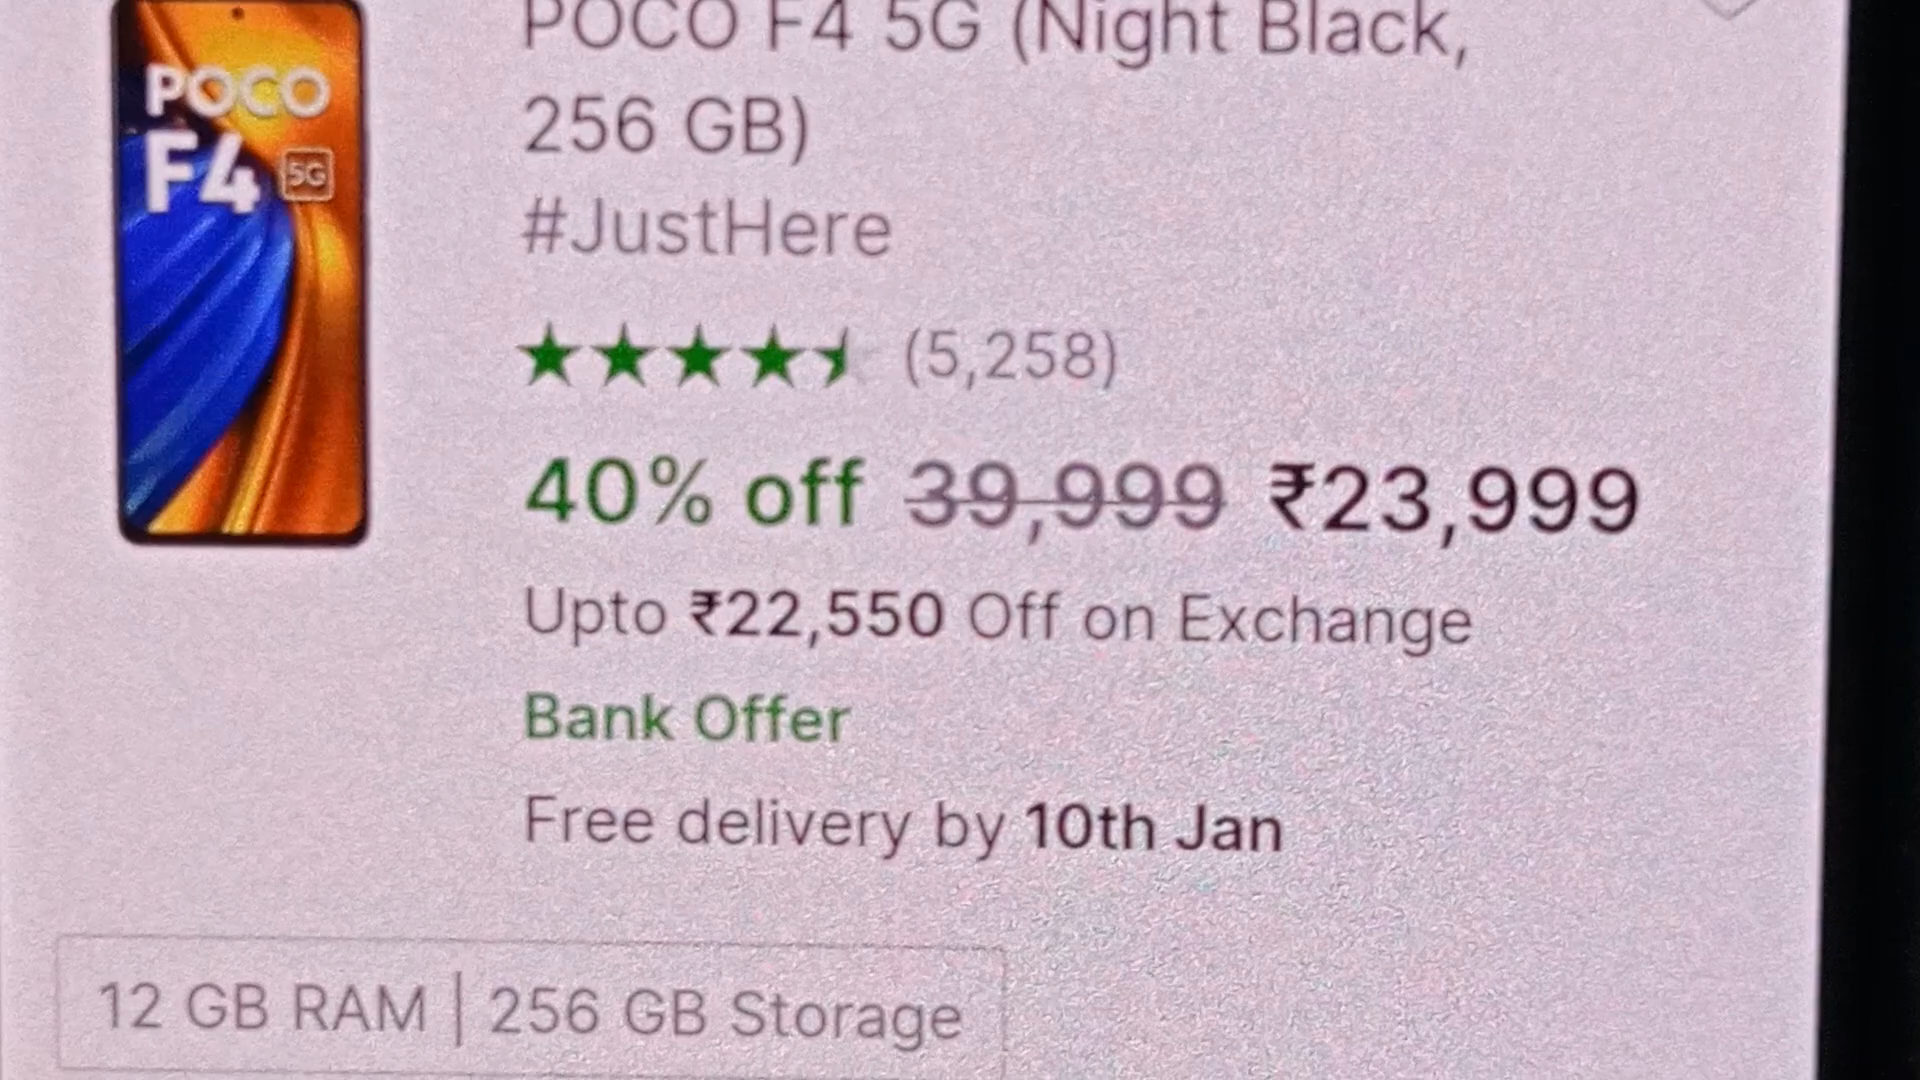 POCO
F4 5G
POCO F4 5G (Night Black,
256 GB)
#JustHere
(5,258)
40% off 39,999 ₹23,999
Upto ₹22,550 Off on Exchange
Bank Offer
Free delivery by 10th Jan
12 GB RAM | 256 GB Storage